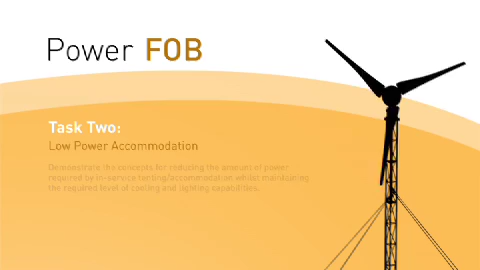 Power FOB
Task Two:
Low Power Accommodation
Demonstrate the concepts for reducing the amount of power
required by in-service tenting/accommodation whilst maintaining
the required level of cooling and lighting capabilities.